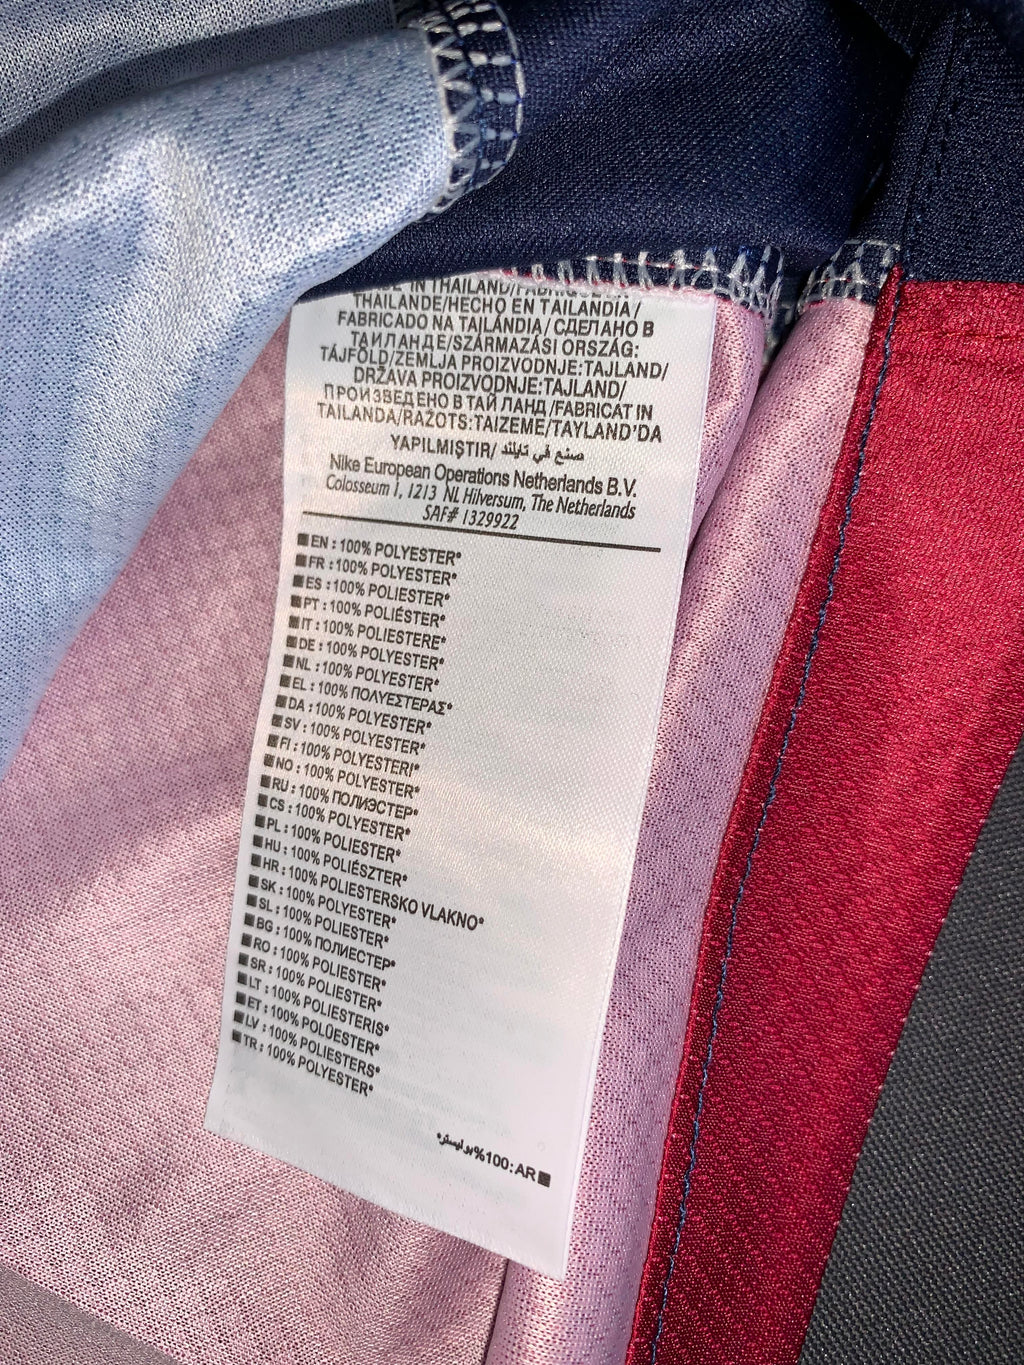 IN THAILAND/
THAILANDE/HECHO EN TAILANDIA/
FABRICADO NA TAILÂNDIA/ СДЕЛАНО В
ТАИЛАНДЕ/SZÁRMAZÁSI ORSZÁG:
TÁJFÖLD/ZEMLJA PROIZVODNJE:TAJLAND/
DRŽAVA PROIZVODNJE:TAJLAND/
ПРОИЗВЕДЕНО В ТАЙ ЛАНД/FABRICAT IN
TAILANDA/RAŽOTS:TAIZEME/TAYLAND'DA
YAPILMIŞTIR/ صنع في تايلند
Nike European Operations Netherlands B.V.
Colosseum 1, 1213 NL Hilversum, The Netherlands
SAF# 1329922
■EN : 100% POLYESTER*
■FR : 100% POLYESTER*
■ES : 100% POLIESTER*
■PT : 100% POLIÉSTER*
■IT : 100% POLIESTERE*
■DE : 100% POLYESTER*
■NL : 100% POLYESTER*
■EL : 100% ΠΟΛΥΕΣΤΕΡΑΣ*
■DA : 100% POLYESTER*
■SV : 100% POLYESTER*
■FI : 100% POLYESTERI*
■NO : 100% POLYESTER*
■RU : 100% ПОЛИЭСТЕР*
■CS : 100% POLYESTER*
■PL : 100% POLIESTER*
■HU : 100% POLIÉSZTER*
■HR : 100% POLIESTERSKO VLAKNO*
■SK : 100% POLYESTER*
■SL : 100% POLIESTER*
■BG : 100% ПОЛИЕСТЕР*
■RO : 100% POLIESTER*
■SR : 100% POLIESTER*
■LT : 100% POLIESTERIS*
■ET : 100% POLÜESTER*
■LV : 100% POLIESTERS*
■TR : 100% POLYESTER*
■AR :100%بوليستر*